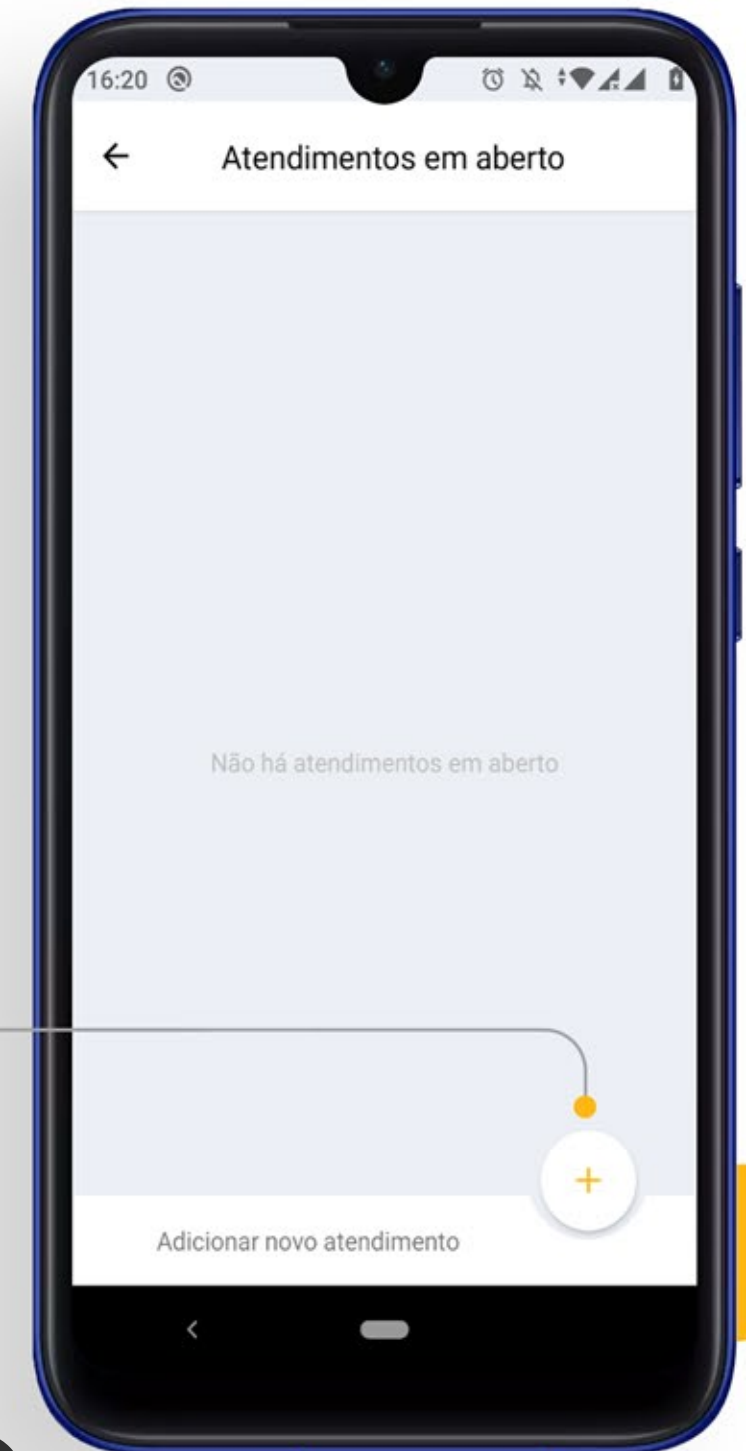 16:20
Atendimentos em aberto
Não há atendimentos em aberto
+
Adicionar novo atendimento